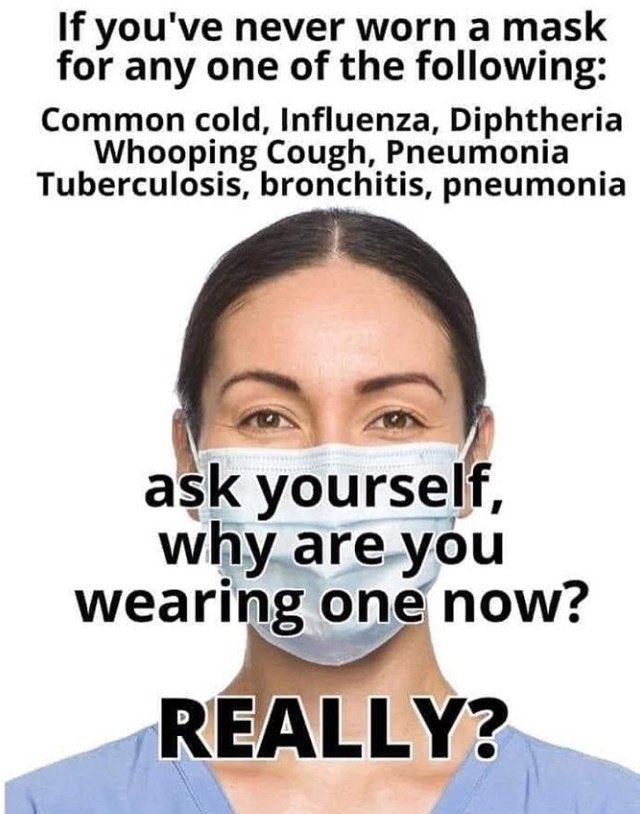 If you've never worn a mask
for any one of the following:
Common cold, Influenza, Diphtheria
Whooping Cough, Pneumonia
Tuberculosis, bronchitis, pneumonia
ask yourself,
why are you
wearing one now?
REALLY?